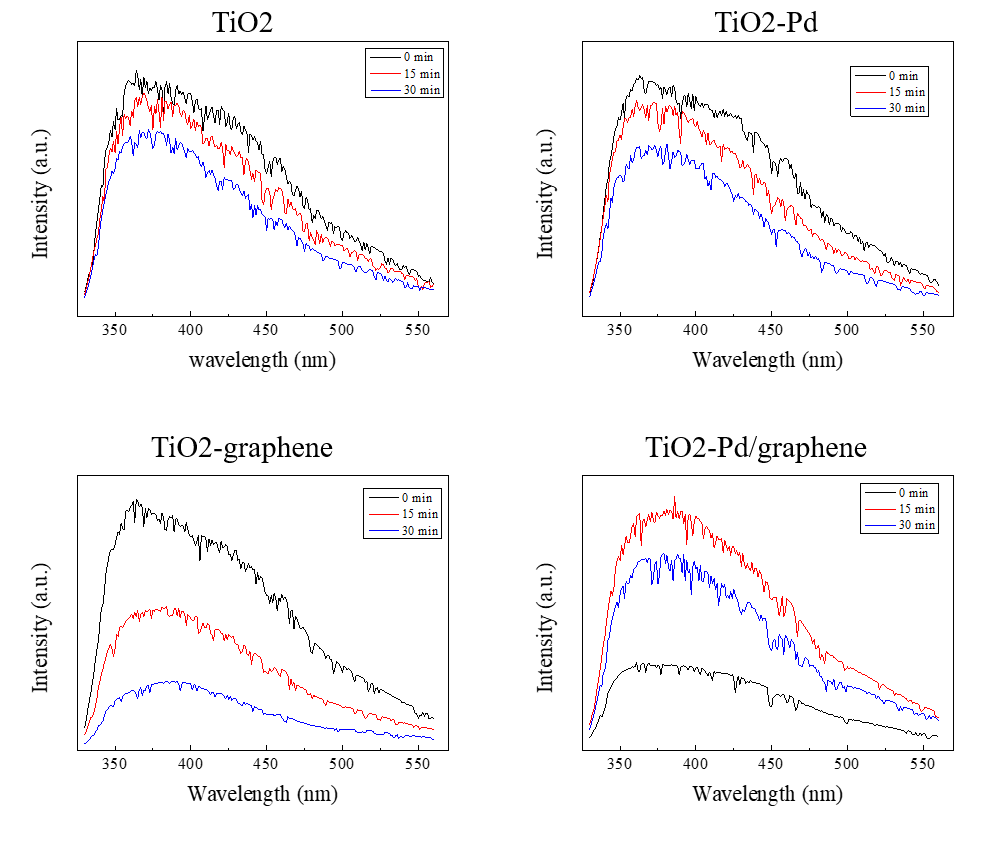 TiO2
0 min
15 min
30 min
Intensity (a.u.)
350 400 450 500 550
wavelength (nm)
TiO2-Pd
0 min
15 min
30 min
Intensity (a.u.)
350 400 450 500 550
Wavelength (nm)
TiO2-graphene
0 min
15 min
30 min
Intensity (a.u.)
350 400 450 500 550
Wavelength (nm)
TiO2-Pd/graphene
0 min
15 min
30 min
Intensity (a.u.)
350 400 450 500 550
Wavelength (nm)